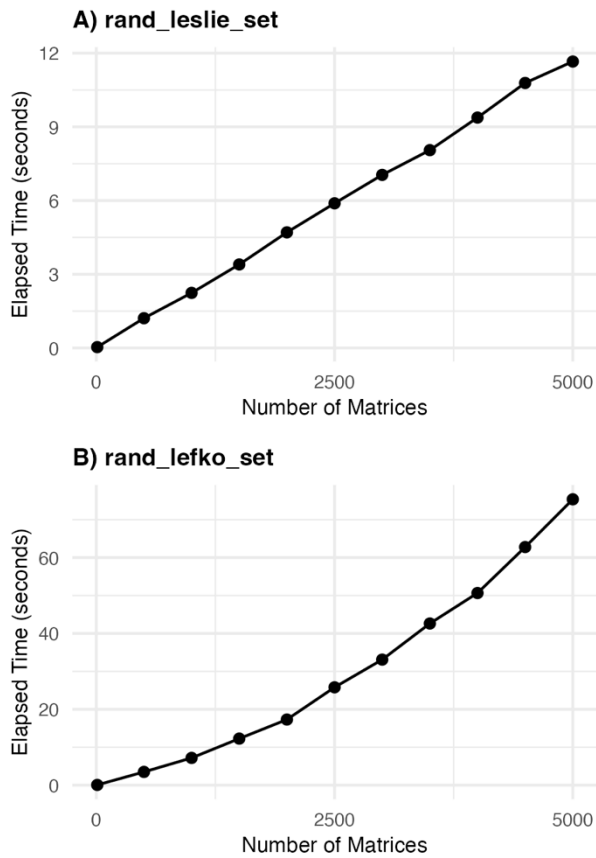 A) rand_leslie_set
12
9
6
3
0
Elapsed Time (seconds)
0 2500 5000
Number of Matrices
B) rand_lefko_set
60
40
20
0
Elapsed Time (seconds)
0 2500 5000
Number of Matrices